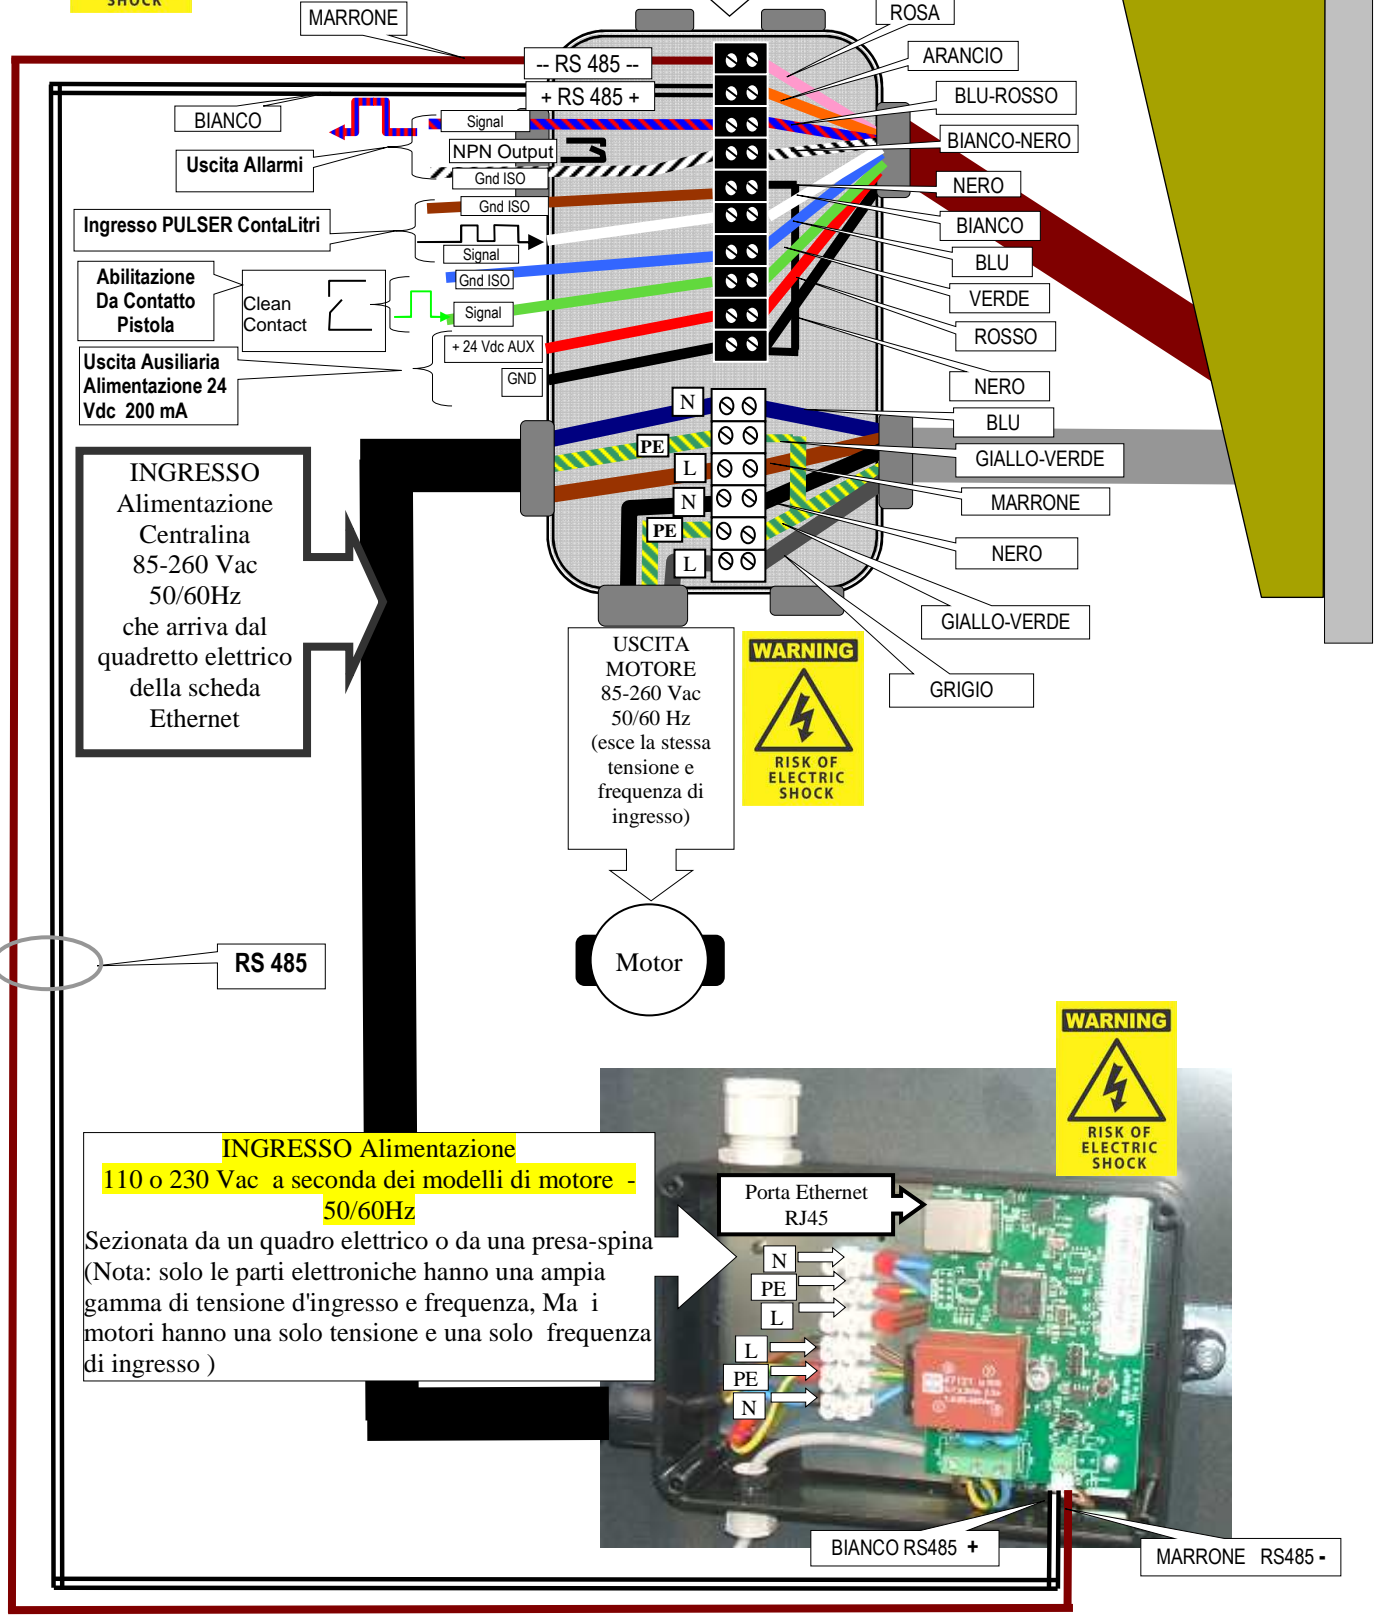 SHOCK
MARRONE
ROSA
-- RS 485 --
ARANCIO
+ RS 485 +
BLU-ROSSO
BIANCO
Signal
BIANCO-NERO
Uscita Allarmi
NPN Output
Gnd ISO
NERO
Gnd ISO
Ingresso PULSER ContaLitri
BIANCO
Signal
BLU
Abilitazione
Da Contatto
Pistola
Clean
Contact
Gnd ISO
VERDE
Signal
ROSSO
+ 24 Vdc AUX
Uscita Ausiliaria
Alimentazione 24
Vdc 200 mA
GND
NERO
N
BLU
PE
GIALLO-VERDE
L
MARRONE
N
NERO
PE
L
GIALLO-VERDE
GRIGIO
INGRESSO
Alimentazione
Centralina
85-260 Vac
50/60Hz
che arriva dal
quadretto elettrico
della scheda
Ethernet
USCITA
MOTORE
85-260 Vac
50/60 Hz
(esce la stessa
tensione e
frequenza di
ingresso)
WARNING
RISK OF
ELECTRIC
SHOCK
Motor
RS 485
WARNING
RISK OF
ELECTRIC
SHOCK
INGRESSO Alimentazione
110 o 230 Vac a seconda dei modelli di motore -
50/60Hz
Sezionata da un quadro elettrico o da una presa-spina
(Nota: solo le parti elettroniche hanno una ampia
gamma di tensione d'ingresso e frequenza, Ma i
motori hanno una solo tensione e una solo frequenza
di ingresso )
Porta Ethernet
RJ45
N
PE
L
L
PE
N
BIANCO RS485 +
MARRONE RS485 -